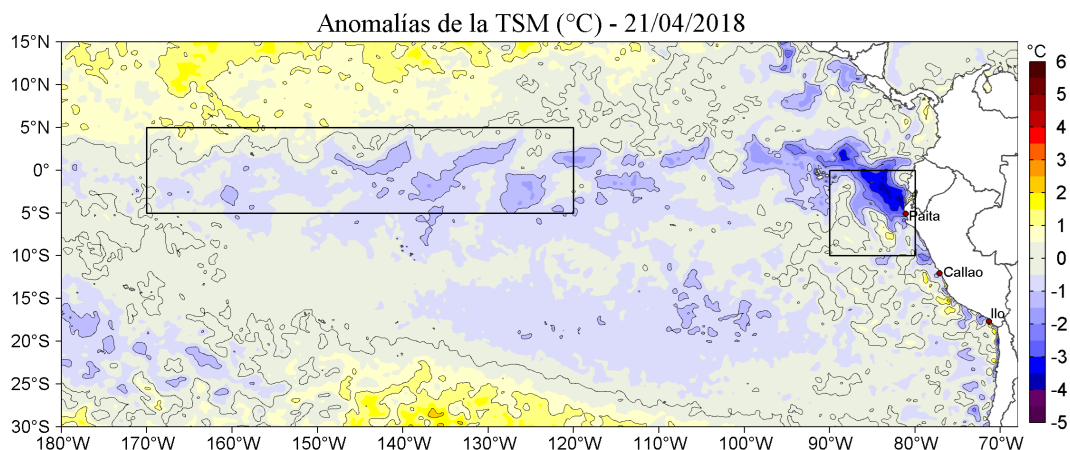 Anomalías de la TSM (°C) - 21/04/2018
15°N
10°N
5°N
0°
5°S
10°S
15°S
20°S
25°S
30°S
180°W
170°W
160°W
150°W
140°W
130°W
120°W
110°W
100°W
90°W
80°W
70°W
Paita
Callao
Ilo
°C
6
5
4
3
2
1
0
-1
-2
-3
-4
-5